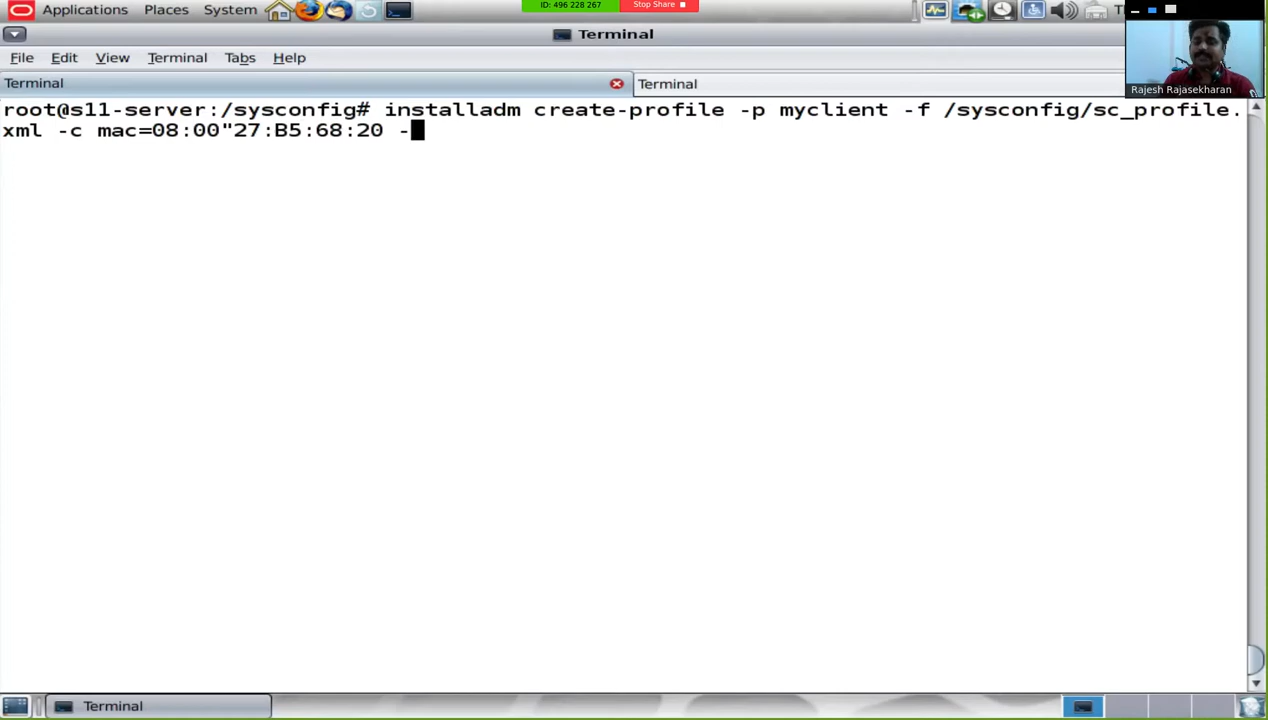 Applications Places System
ID: 496 228 267 Stop Share
Terminal
Rajesh Rajasekharan
File Edit View Terminal Tabs Help
Terminal Terminal
root@s11-server:/sysconfig# installadm create-profile -p myclient -f /sysconfig/sc_profile.
xml -c mac=08:00"27:B5:68:20 -
Terminal